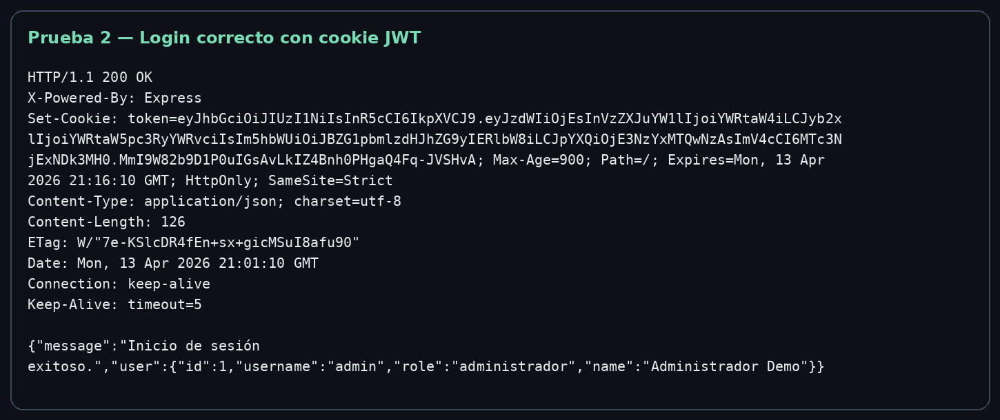 Prueba 2 — Login correcto con cookie JWT
HTTP/1.1 200 OK
X-Powered-By: Express
Set-Cookie: token=eyJhbGciOiJIUzI1NiIsInR5cCI6IkpXVCJ9.eyJzdWIiOjEsInVzZXJuYW1lIjoiYWRtaW4iLCJyb2x
lIjoiYWRtaW5pc3RyYWRvciIsIm5hbWUiOiJBZG1pbmlzdHJhZG9yIERlbW8iLCJpYXQiOjE3NzYxMTQwNzAsImV4cCI6MTc3N
jExNDk3MH0.MmI9W82b9D1P0uIGsAvLkIZ4Bnh0PHgaQ4Fq-JVSHvA; Max-Age=900; Path=/; Expires=Mon, 13 Apr
2026 21:16:10 GMT; HttpOnly; SameSite=Strict
Content-Type: application/json; charset=utf-8
Content-Length: 126
ETag: W/"7e-KSlcDR4fEn+sx+gicMSuI8afu90"
Date: Mon, 13 Apr 2026 21:01:10 GMT
Connection: keep-alive
Keep-Alive: timeout=5
{"message":"Inicio de sesión
exitoso.","user":{"id":1,"username":"admin","role":"administrador","name":"Administrador Demo"}}